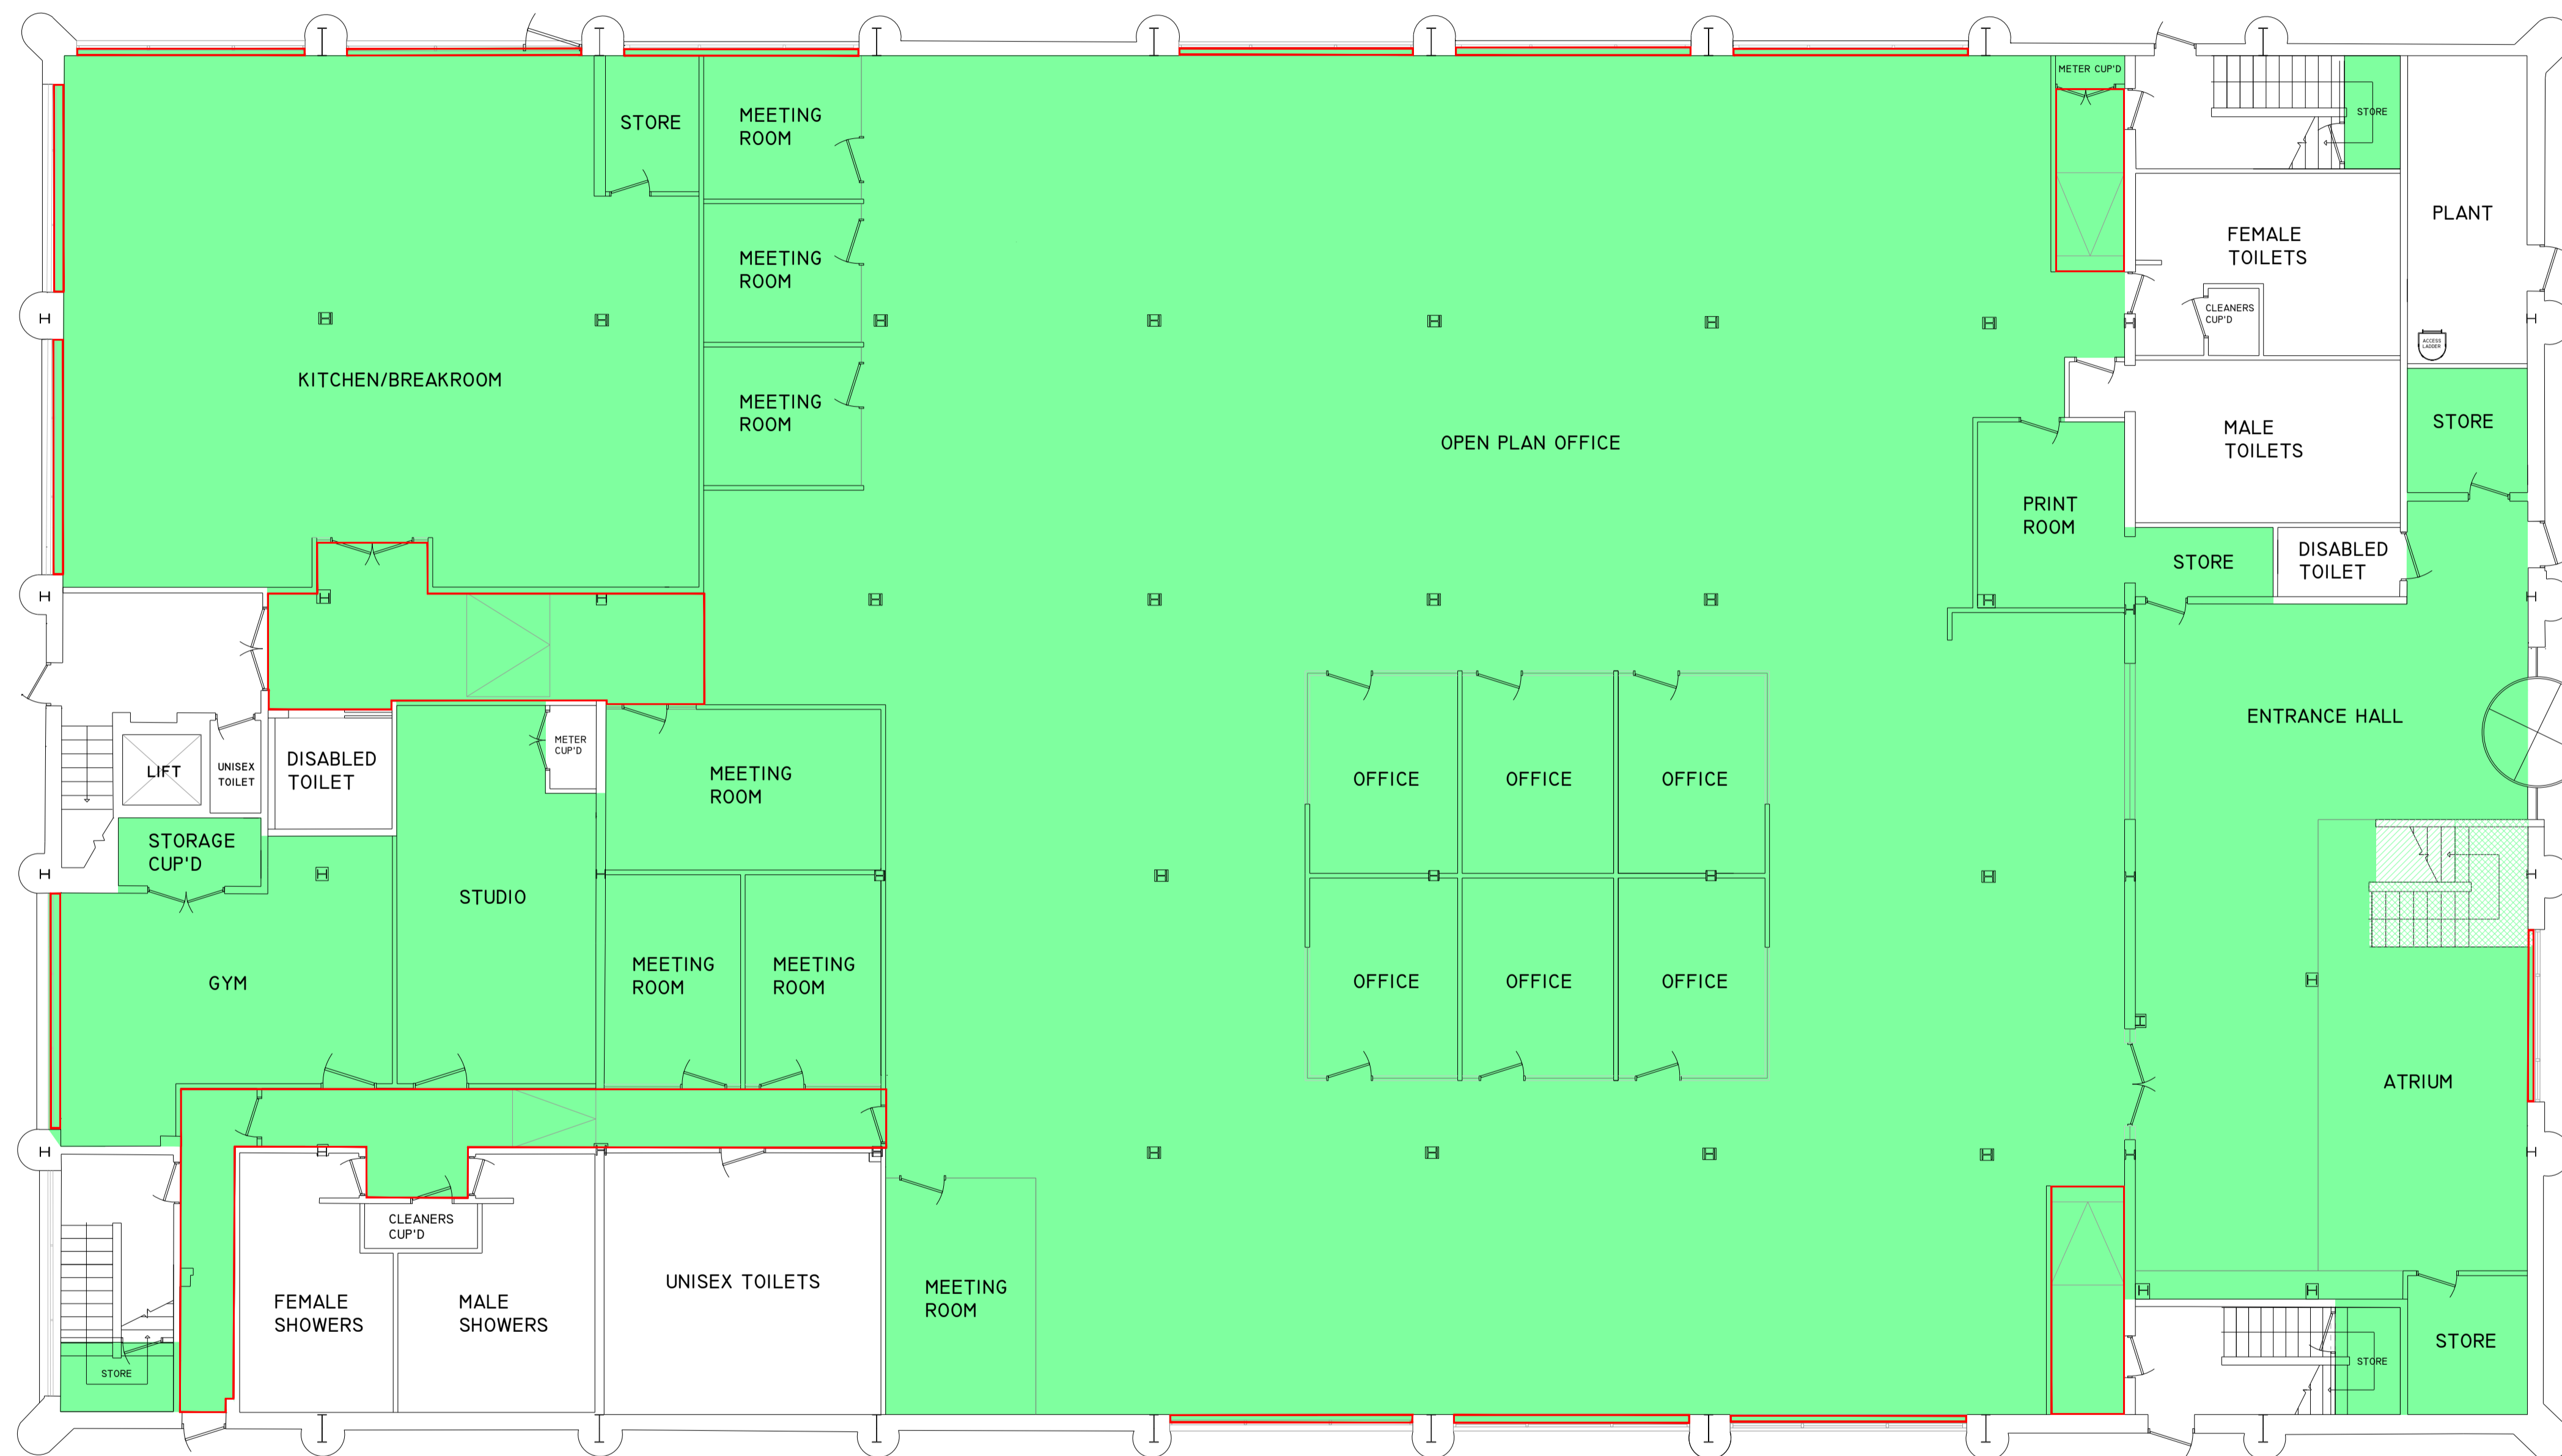 METER CUP'D
STORE
MEETING
ROOM
STORE
PLANT
FEMALE
TOILETS
MEETING
ROOM
CLEANERS
CUP'D
ACCESS
LADDER
KITCHEN/BREAKROOM
MEETING
ROOM
OPEN PLAN OFFICE
MALE
TOILETS
STORE
PRINT
ROOM
STORE
DISABLED
TOILET
ENTRANCE HALL
METER
CUP'D
LIFT
UNISEX
TOILET
DISABLED
TOILET
MEETING
ROOM
OFFICE
OFFICE
OFFICE
STORAGE
CUP'D
STUDIO
GYM
MEETING
ROOM
MEETING
ROOM
OFFICE
OFFICE
OFFICE
ATRIUM
CLEANERS
CUP'D
UNISEX TOILETS
MEETING
ROOM
FEMALE
SHOWERS
MALE
SHOWERS
STORE
STORE
STORE